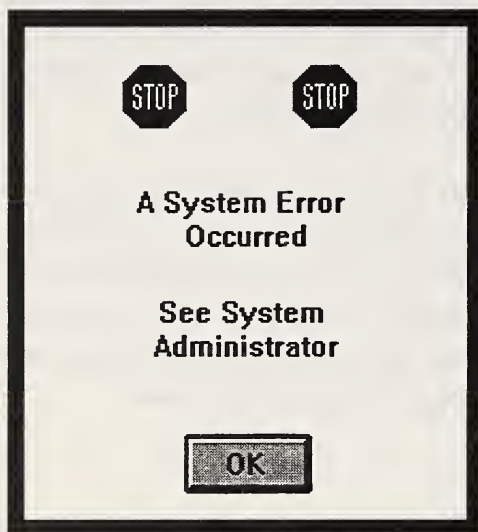 STOP STOP
A System Error
Occurred
See System
Administrator
OK